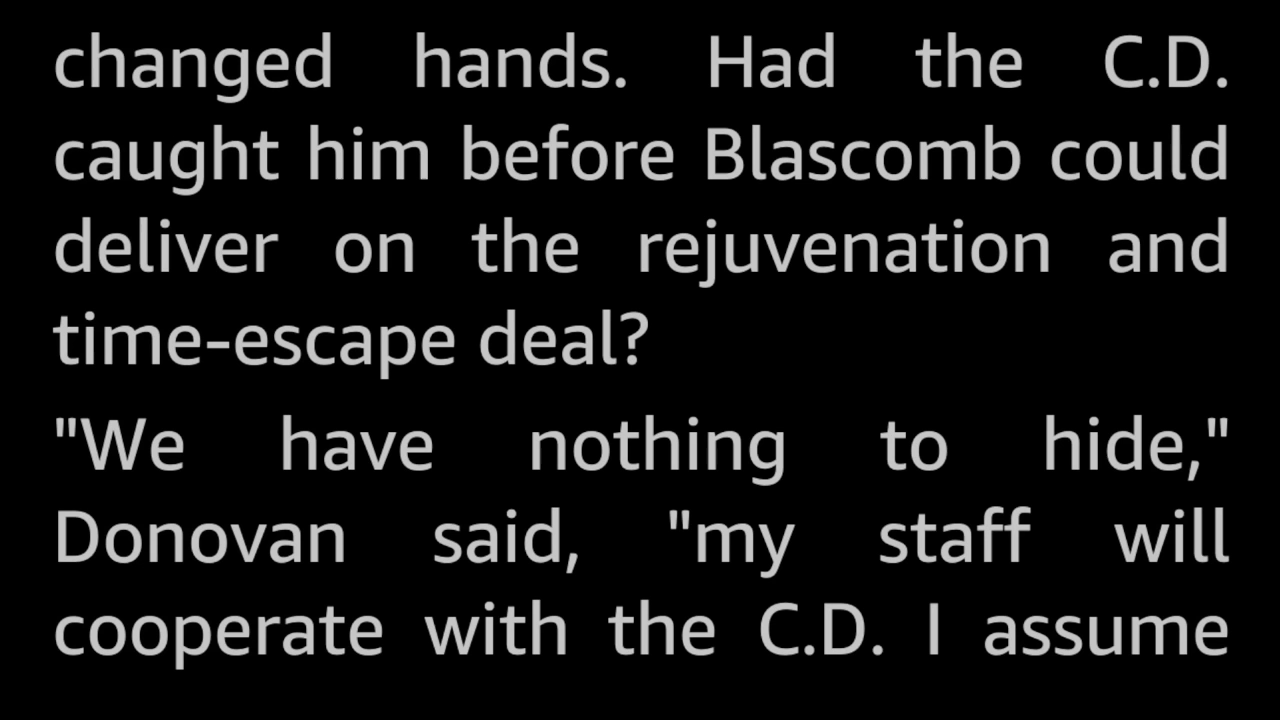 changed hands. Had the C.D.
caught him before Blascomb could
deliver on the rejuvenation and
time-escape deal?
"We have nothing to hide,"
Donovan said, "my staff will
cooperate with the C.D. I assume